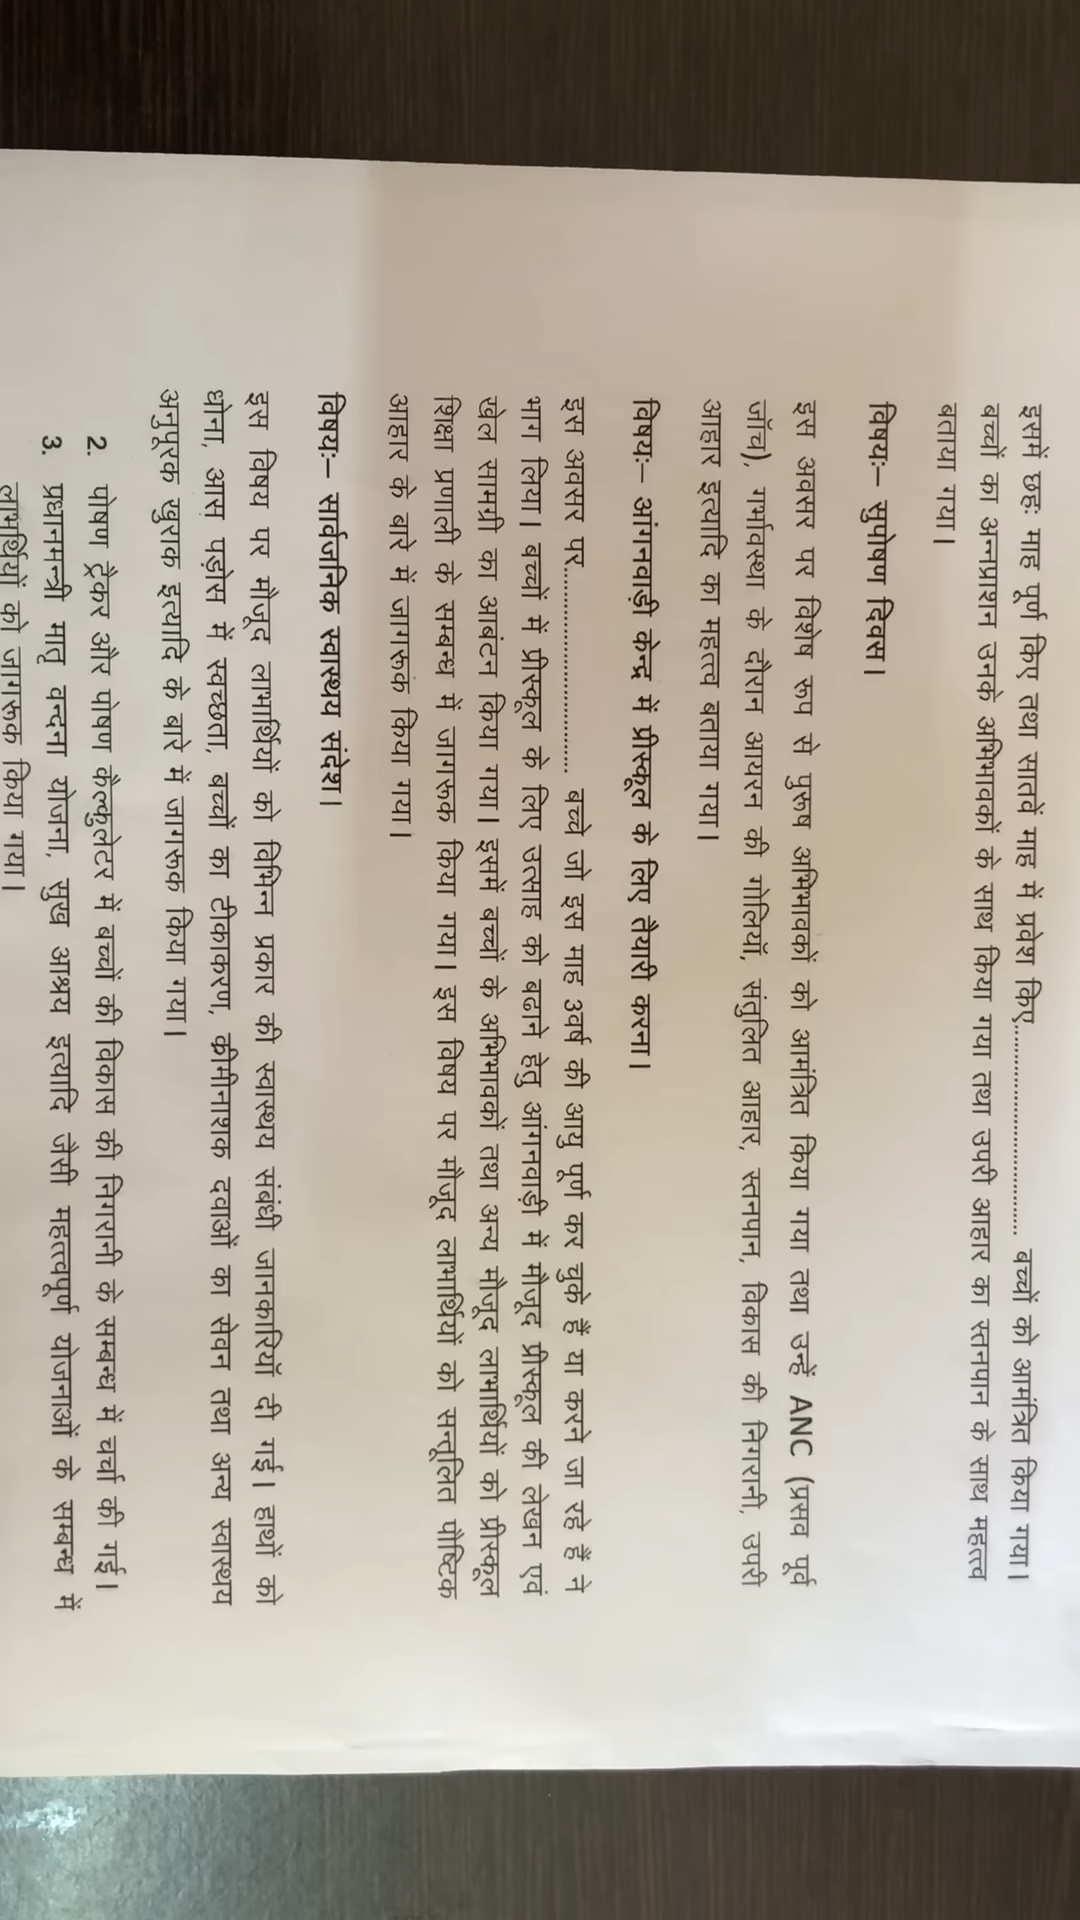 इसमें छहः माह पूर्ण किए तथा सातवें माह में प्रवेश किए.................................. बच्चों को आमंत्रित किया गया।
बच्चों का अन्नप्राशन उनके अभिभावकों के साथ किया गया तथा उपरी आहार का स्तनपान के साथ महत्त्व
बताया गया।
विषयः– सुपोषण दिवस।
इस अवसर पर विशेष रूप से पुरूष अभिभावकों को आमंत्रित किया गया तथा उन्हें ANC (प्रसव पूर्व
जॉच), गर्भावस्था के दौरान आयरन की गोलियॉ, संतुलित आहार, स्तनपान, विकास की निगरानी, उपरी
आहार इत्यादि का महत्त्व बताया गया।
विषयः– आंगनवाड़ी केन्द्र में प्रीस्कूल के लिए तैयारी करना।
इस अवसर पर.................................. बच्चे जो इस माह 3वर्ष की आयु पूर्ण कर चुके हैं या करने जा रहे हैं ने
भाग लिया। बच्चों में प्रीस्कूल के लिए उत्साह को बढाने हेतु आंगनवाड़ी में मौजूद प्रीस्कूल की लेखन एवं
खेल सामग्री का आबंटन किया गया। इसमें बच्चों के अभिभावकों तथा अन्य मौजूद लाभार्थियों को प्रीस्कूल
शिक्षा प्रणाली के सम्बन्ध में जागरूक किया गया। इस विषय पर मौजूद लाभार्थियों को सन्तूलित पौष्टिक
आहार के बारे में जागरूक किया गया।
विषयः– सार्वजनिक स्वास्थय संदेश।
इस विषय पर मौजूद लाभार्थियों को विभिन्न प्रकार की स्वास्थय संबंधी जानकारियॉ दी गई। हाथों को
धोना, आस पड़ोस में स्वच्छता, बच्चों का टीकाकरण, कीमीनाशक दवाओं का सेवन तथा अन्य स्वास्थय
अनुपूरक खुराक इत्यादि के बारे में जागरूक किया गया।
2. पोषण ट्रैकर और पोषण कैल्कुलेटर में बच्चों की विकास की निगरानी के सम्बन्ध में चर्चा की गई।
3. प्रधानमन्त्री मातृ वन्दना योजना, सुख आश्रय इत्यादि जैसी महत्त्वपूर्ण योजनाओं के सम्बन्ध में
लाभार्थियों को जागरूक किया गया।